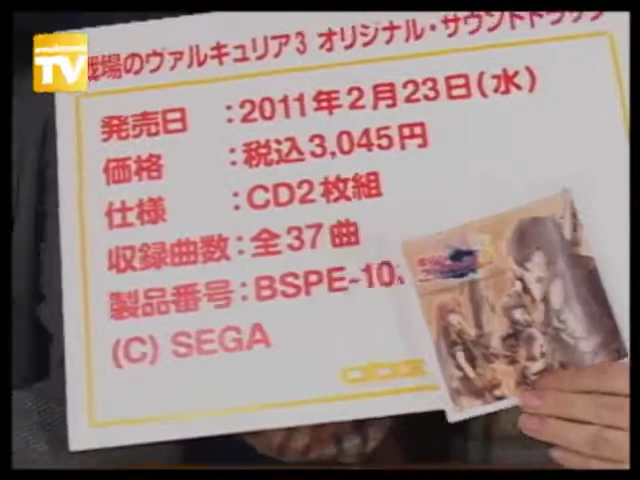 TV
戦場のヴァルキュリア3 オリジナル・サウンドトラック
発売日 :2011年2月23日(水)
価格 :税込3,045円
仕様 :CD2枚組
収録曲数:全37曲
製品番号:BSPE-10
(C) SEGA